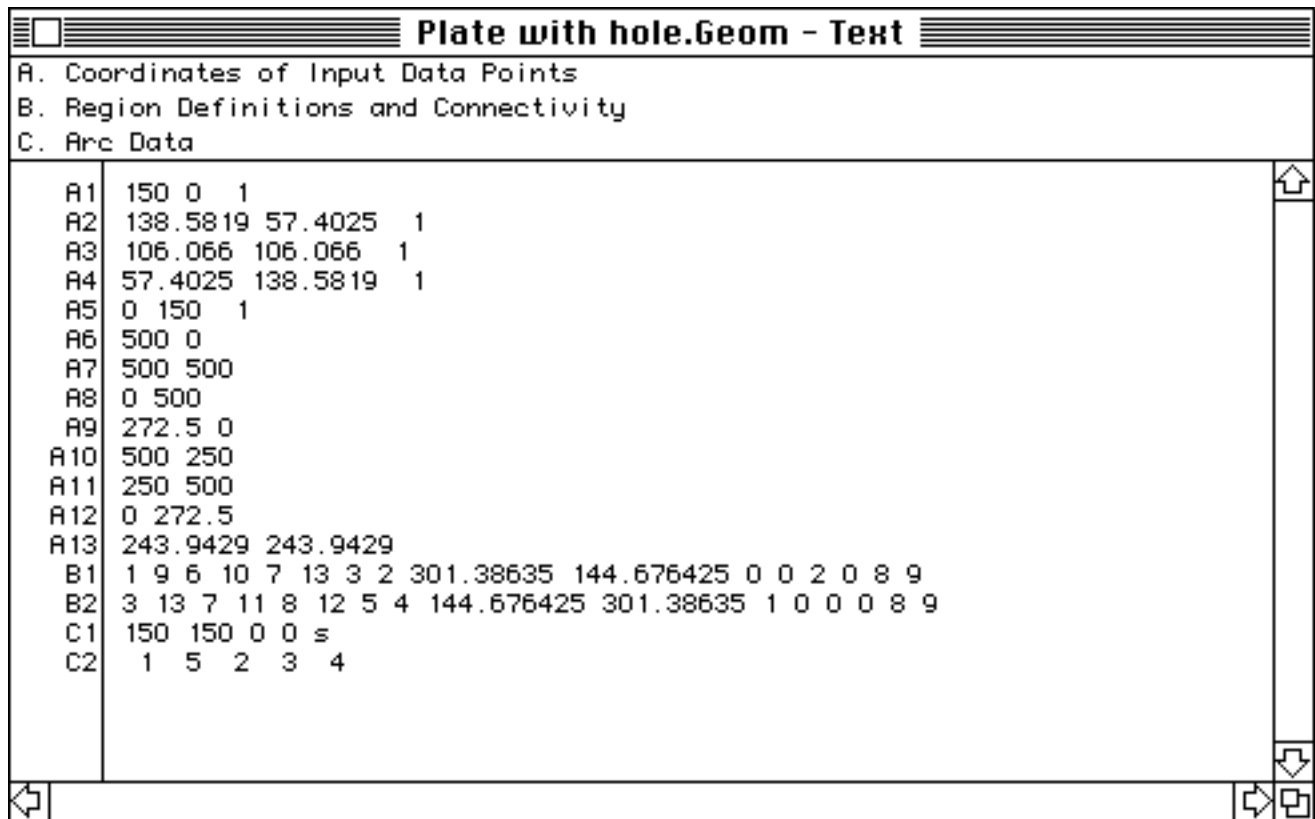 Plate with hole.Geom - Text
A. Coordinates of Input Data Points
B. Region Definitions and Connectivity
C. Arc Data
A1 150 0 1
A2 138.5819 57.4025 1
A3 106.066 106.066 1
A4 57.4025 138.5819 1
A5 0 150 1
A6 500 0
A7 500 500
A8 0 500
A9 272.5 0
A10 500 250
A11 250 500
A12 0 272.5
A13 243.9429 243.9429
B1 1 9 6 10 7 13 3 2 301.38635 144.676425 0 0 2 0 8 9
B2 3 13 7 11 8 12 5 4 144.676425 301.38635 1 0 0 0 8 9
C1 150 150 0 0 s
C2 1 5 2 3 4